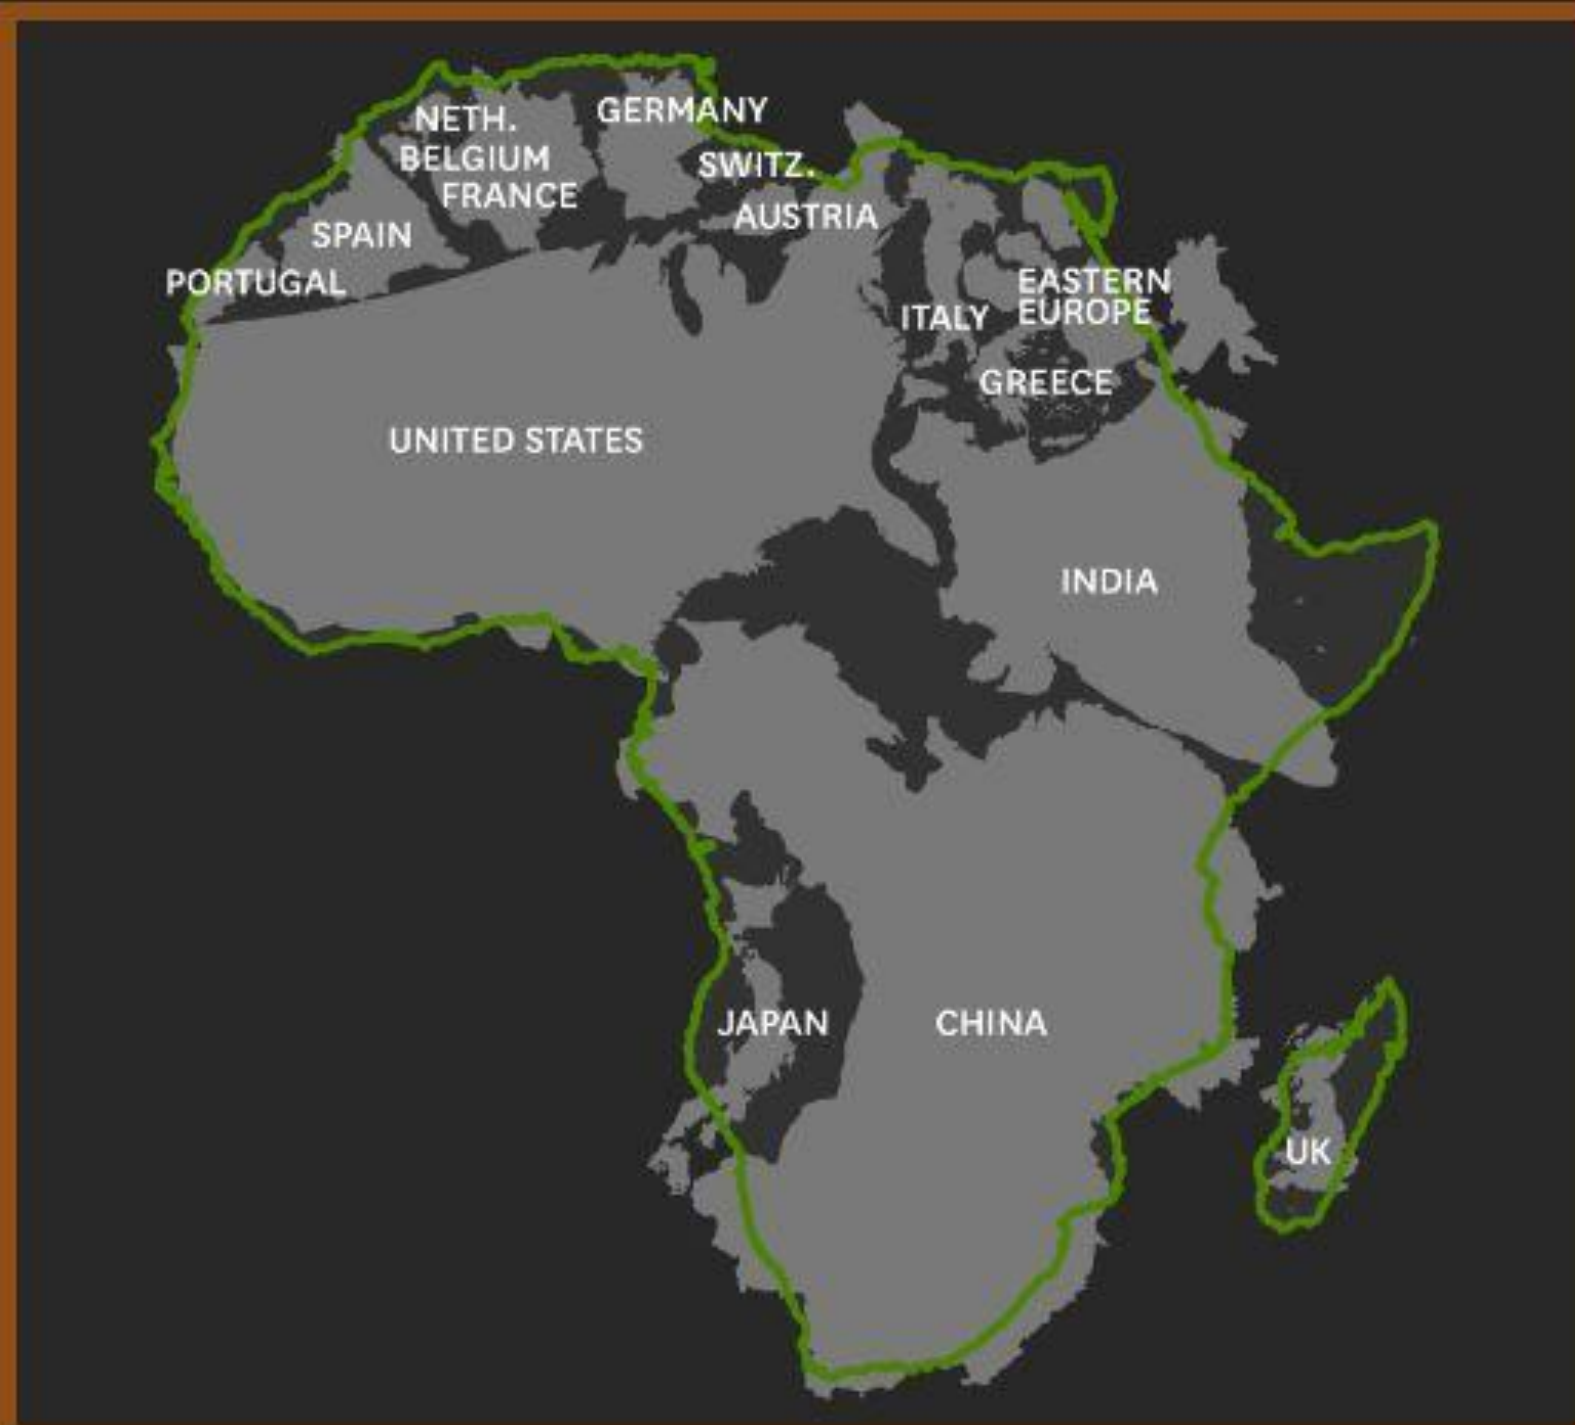 NETH.
GERMANY
BELGIUM
SWITZ.
FRANCE
AUSTRIA
SPAIN
PORTUGAL
EASTERN
EUROPE
ITALY
GREECE
UNITED STATES
INDIA
JAPAN
CHINA
UK